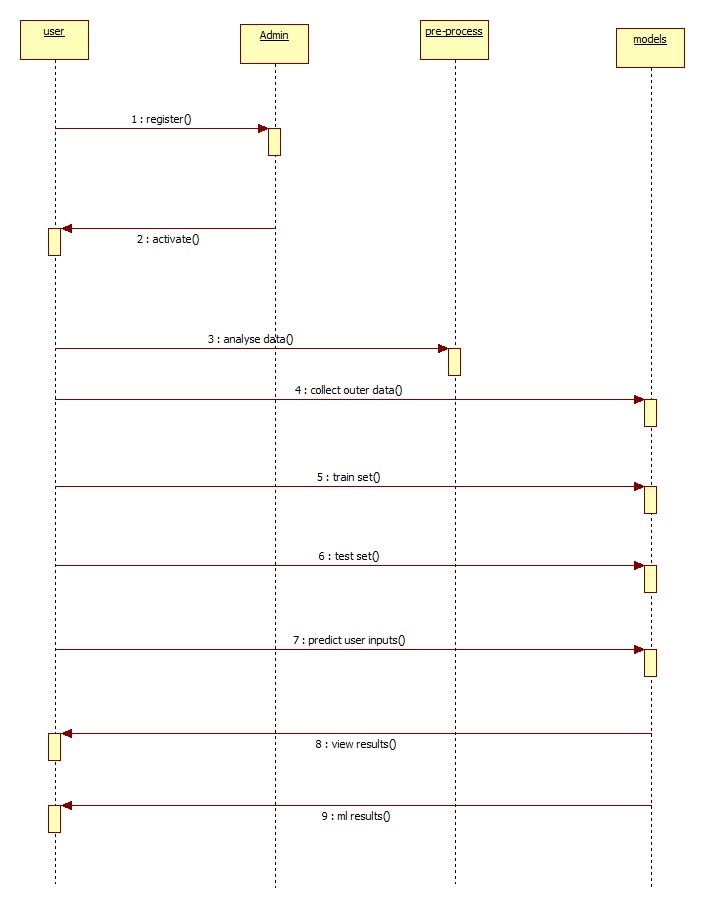 user
Admin
pre-process
models
1 : register()
2 : activate()
3 : analyse data()
4 : collect outer data()
5 : train set()
6 : test set()
7 : predict user inputs()
8 : view results()
9 : ml results()